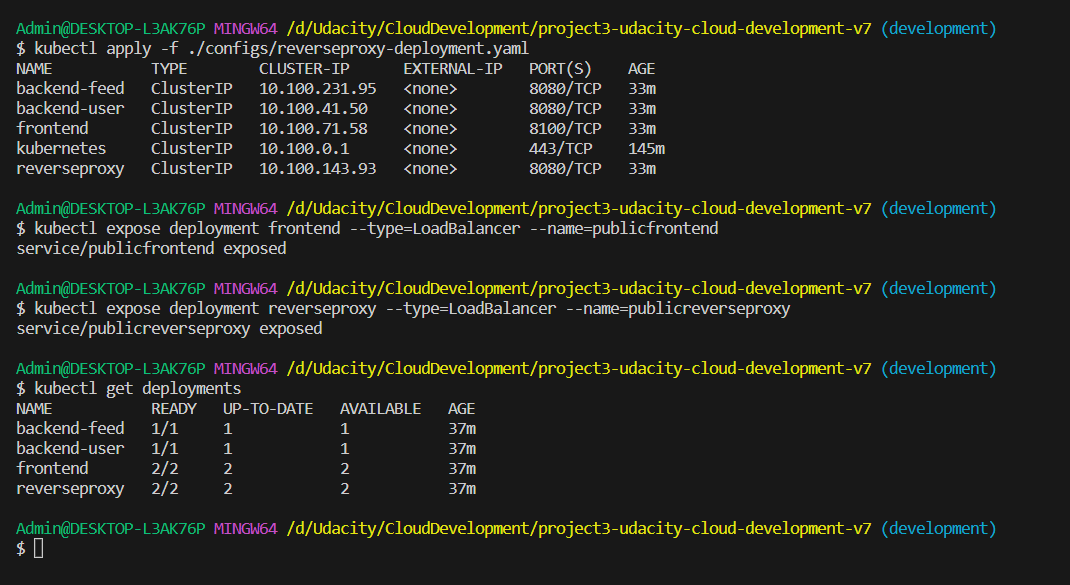 Admin@DESKTOP-L3AK76P MINGW64 /d/Udacity/CloudDevelopment/project3-udacity-cloud-development-v7 (development)
$ kubectl apply -f ./configs/reverseproxy-deployment.yaml
NAME TYPE CLUSTER-IP EXTERNAL-IP PORT(S) AGE
backend-feed ClusterIP 10.100.231.95 <none> 8080/TCP 33m
backend-user ClusterIP 10.100.41.50 <none> 8080/TCP 33m
frontend ClusterIP 10.100.71.58 <none> 8100/TCP 33m
kubernetes ClusterIP 10.100.0.1 <none> 443/TCP 145m
reverseproxy ClusterIP 10.100.143.93 <none> 8080/TCP 33m
Admin@DESKTOP-L3AK76P MINGW64 /d/Udacity/CloudDevelopment/project3-udacity-cloud-development-v7 (development)
$ kubectl expose deployment frontend --type=LoadBalancer --name=publicfrontend
service/publicfrontend exposed
Admin@DESKTOP-L3AK76P MINGW64 /d/Udacity/CloudDevelopment/project3-udacity-cloud-development-v7 (development)
$ kubectl expose deployment reverseproxy --type=LoadBalancer --name=publicreverseproxy
service/publicreverseproxy exposed
Admin@DESKTOP-L3AK76P MINGW64 /d/Udacity/CloudDevelopment/project3-udacity-cloud-development-v7 (development)
$ kubectl get deployments
NAME READY UP-TO-DATE AVAILABLE AGE
backend-feed 1/1 1 1 37m
backend-user 1/1 1 1 37m
frontend 2/2 2 2 37m
reverseproxy 2/2 2 2 37m
Admin@DESKTOP-L3AK76P MINGW64 /d/Udacity/CloudDevelopment/project3-udacity-cloud-development-v7 (development)
$